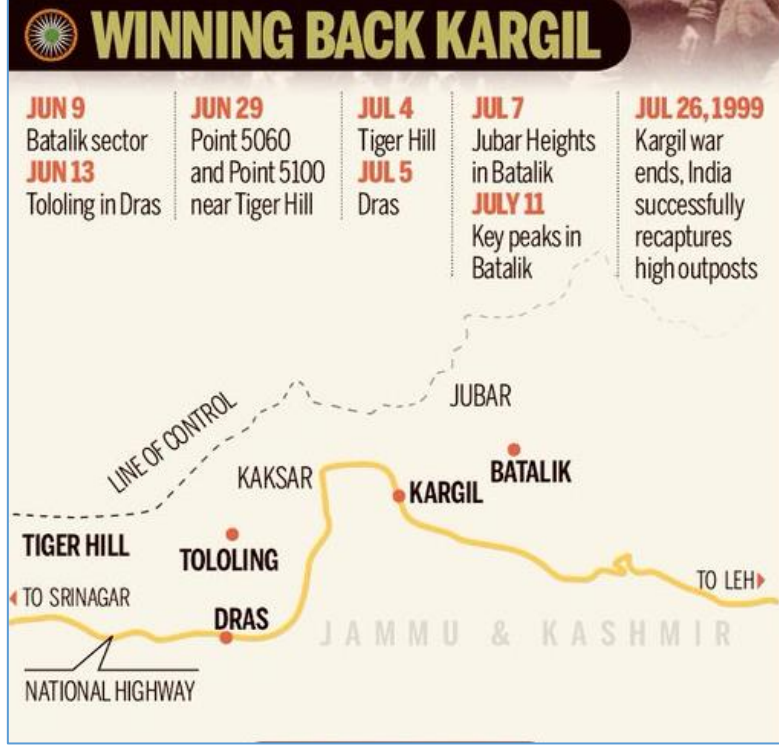 WINNING BACK KARGIL
JUN 9
Batalik sector
JUN 13
Tololing in Dras
JUN 29
Point 5060
and Point 5100
near Tiger Hill
JUL 4
Tiger Hill
JUL 5
Dras
JUL 7
Jubar Heights
in Batalik
JULY 11
Key peaks in
Batalik
JUL 26, 1999
Kargil war
ends, India
successfully
recaptures
high outposts
LINE OF CONTROL
JUBAR
KAKSAR
BATALIK
KARGIL
TIGER HILL
TOLOLING
TO SRINAGAR
TO LEH
DRAS
JAMMU & KASHMIR
NATIONAL HIGHWAY